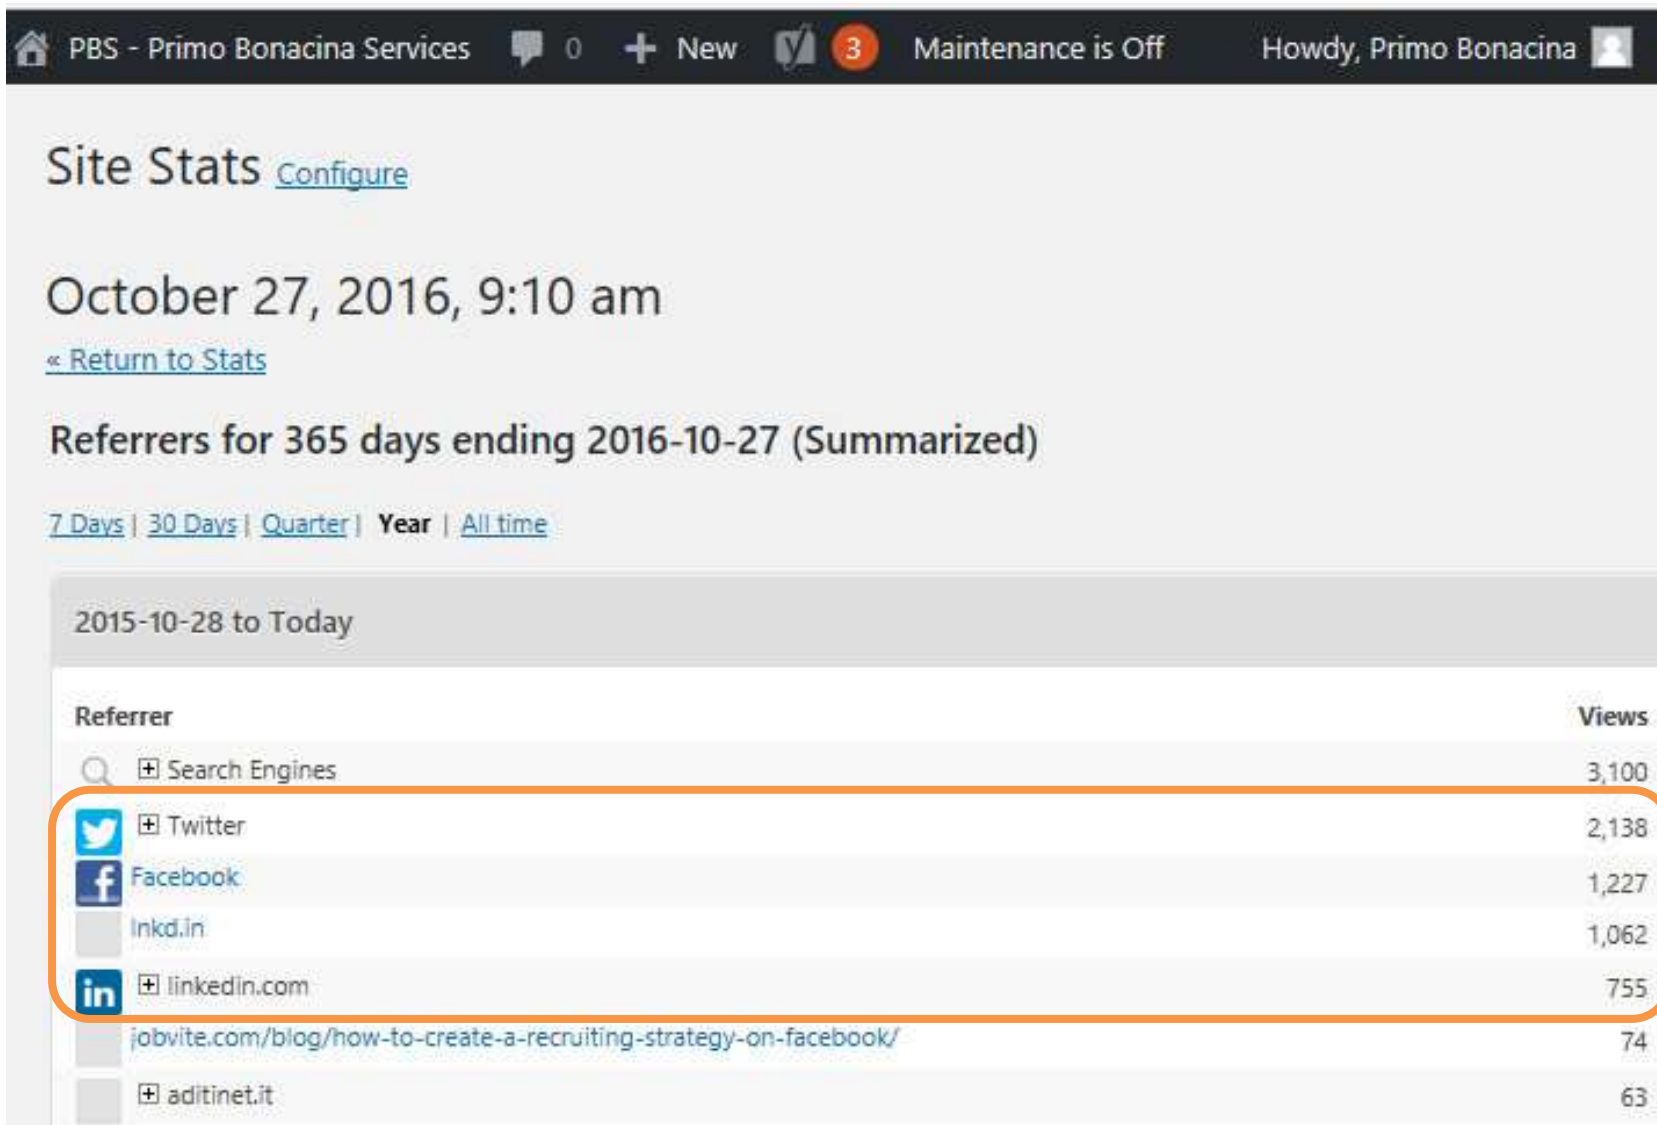 PBS - Primo Bonacina Services 0 + New 3 Maintenance is Off Howdy, Primo Bonacina
Site Stats Configure
October 27, 2016, 9:10 am
« Return to Stats
Referrers for 365 days ending 2016-10-27 (Summarized)
7 Days | 30 Days | Quarter | Year | All time
2015-10-28 to Today
Referrer Views
Search Engines 3,100
Twitter 2,138
Facebook 1,227
lnkd.in 1,062
in linkedin.com 755
jobvite.com/blog/how-to-create-a-recruiting-strategy-on-facebook/ 74
aditinet.it 63